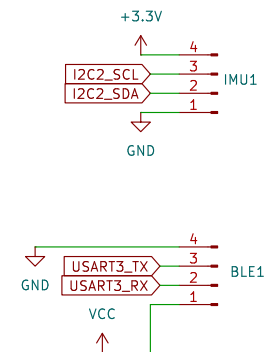 +3.3V
4
I2C2_SCL 3
IMU1
I2C2_SDA 2
1
GND
4
USART3_TX 3
BLE1
GND USART3_RX 2
VCC 1